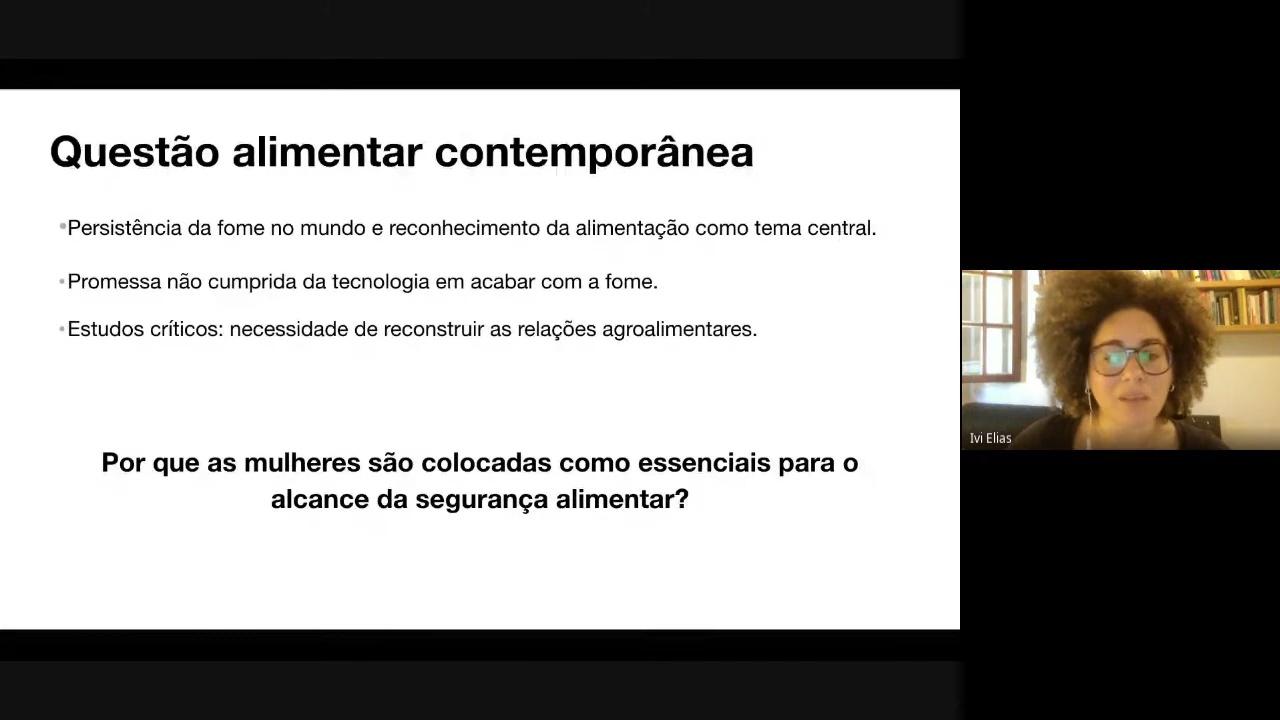 Questão alimentar contemporânea
•Persistência da fome no mundo e reconhecimento da alimentação como tema central.
•Promessa não cumprida da tecnologia em acabar com a fome.
•Estudos críticos: necessidade de reconstruir as relações agroalimentares.
Por que as mulheres são colocadas como essenciais para o
alcance da segurança alimentar?
Ivi Elias